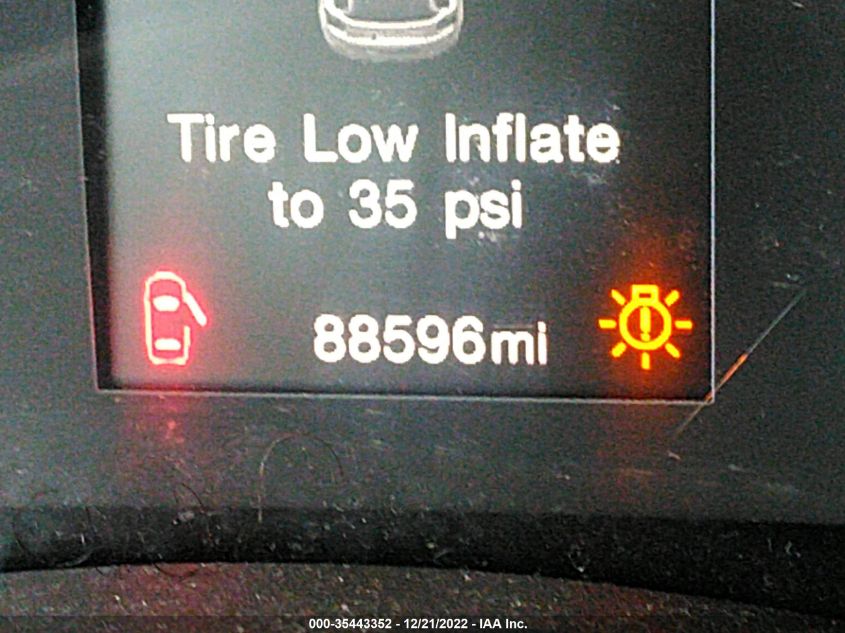 Tire Low Inflate
to 35 psi
88596mi
000-35443352 - 12/21/2022 - IAA Inc.